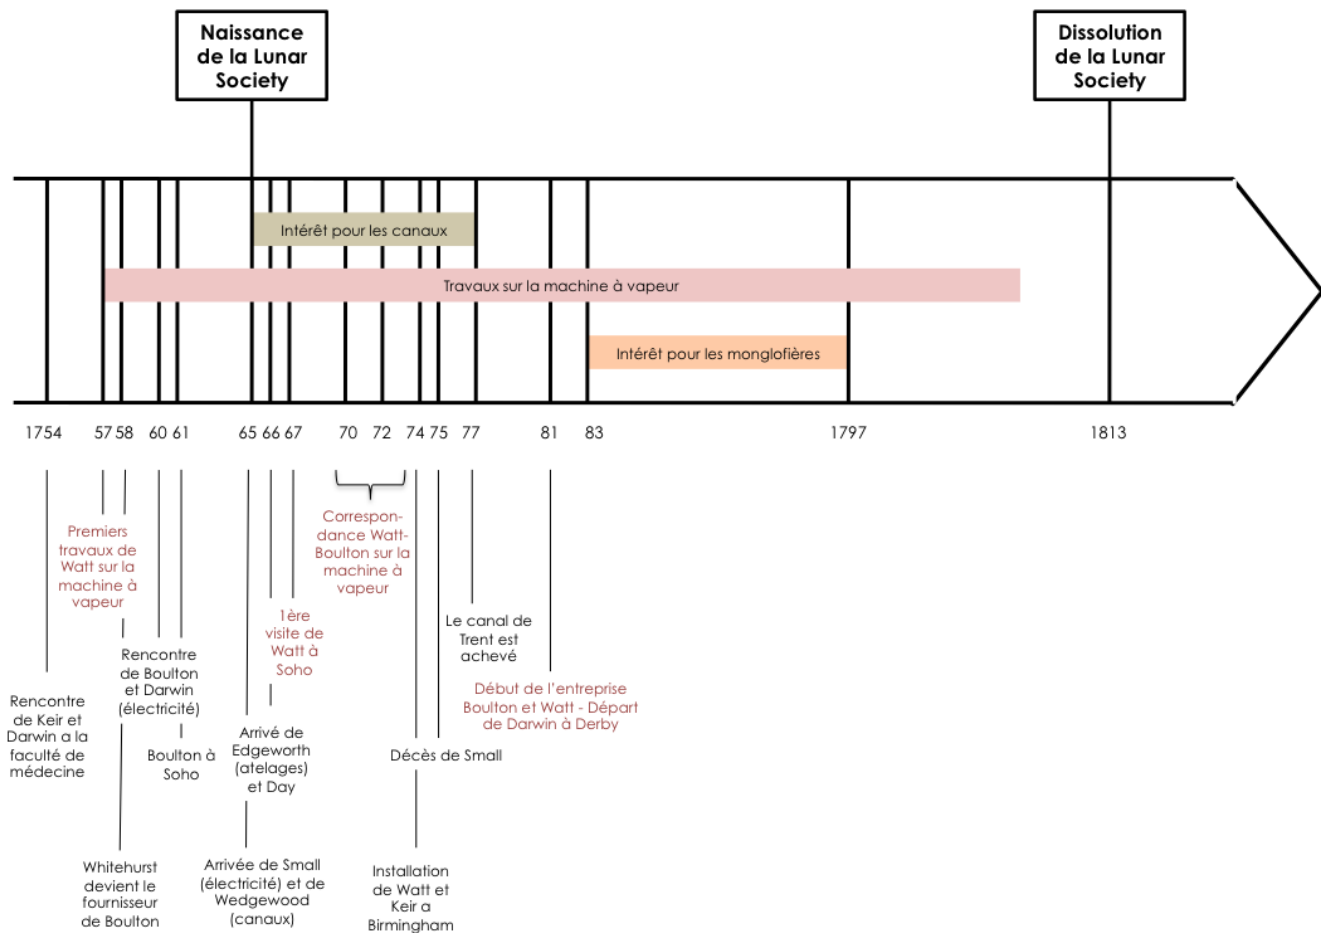 Naissance
de la Lunar
Society
Dissolution
de la Lunar
Society
Intérêt pour les canaux
Travaux sur la machine à vapeur
Intérêt pour les monglofières
1754 57 58 60 61 65 66 67 70 72 74 75 77 81 83 1797 1813
Premiers
travaux de
Watt sur la
machine à
vapeur
Correspon-
dance Watt-
Boulton sur la
machine à
vapeur
1ère
visite de
Watt à
Soho
Le canal de
Trent est
achevé
Rencontre
de Boulton
et Darwin
(électricité)
Début de l'entreprise
Boulton et Watt - Départ
de Darwin à Derby
Rencontre
de Keir et
Darwin a la
faculté de
médecine
Boulton à
Soho
Arrivé de
Edgeworth
(atelages)
et Day
Décès de Small
Whitehurst
devient le
fournisseur
de Boulton
Arrivée de Small
(électricité) et de
Wedgewood
(canaux)
Installation
de Watt et
Keir a
Birmingham